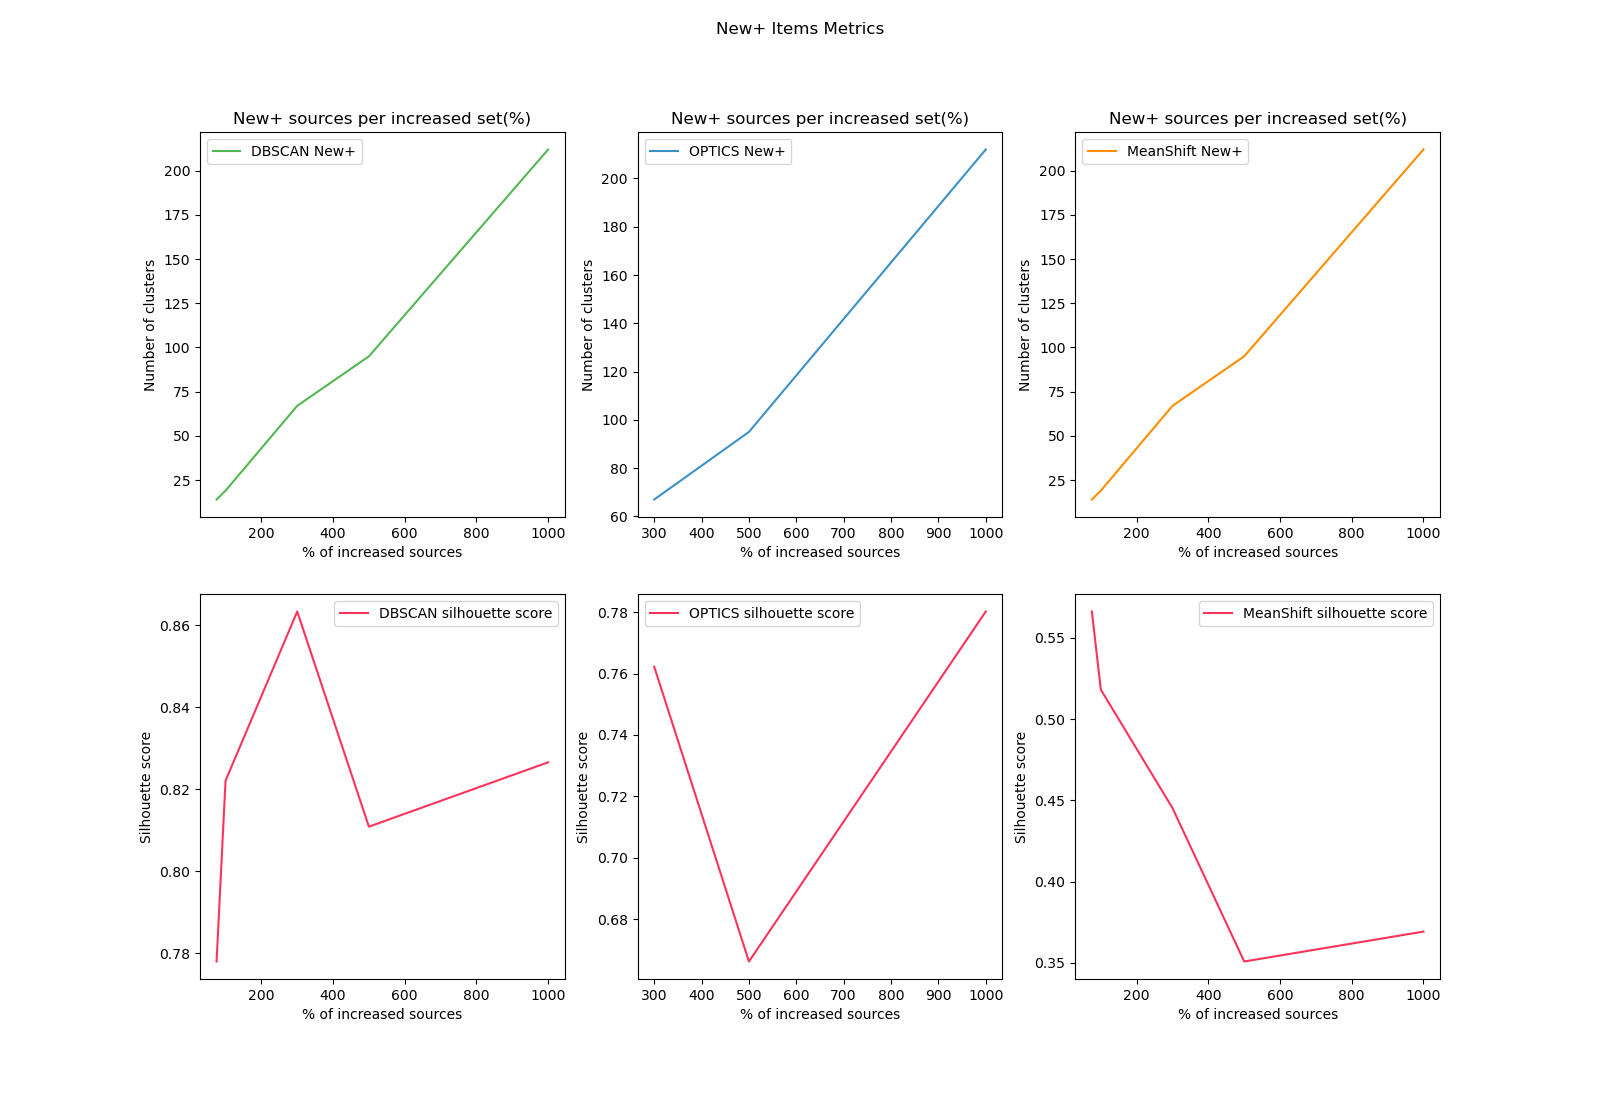 New+ Items Metrics
New+ sources per increased set(%)
DBSCAN New+
Number of clusters
200
175
150
125
100
75
50
25
200 400 600 800 1000
% of increased sources
New+ sources per increased set(%)
OPTICS New+
Number of clusters
200
180
160
140
120
100
80
60
300 400 500 600 700 800 900 1000
% of increased sources
New+ sources per increased set(%)
MeanShift New+
Number of clusters
200
175
150
125
100
75
50
25
200 400 600 800 1000
% of increased sources
DBSCAN silhouette score
Silhouette score
0.86
0.84
0.82
0.80
0.78
200 400 600 800 1000
% of increased sources
OPTICS silhouette score
Silhouette score
0.78
0.76
0.74
0.72
0.70
0.68
300 400 500 600 700 800 900 1000
% of increased sources
MeanShift silhouette score
Silhouette score
0.55
0.50
0.45
0.40
0.35
200 400 600 800 1000
% of increased sources